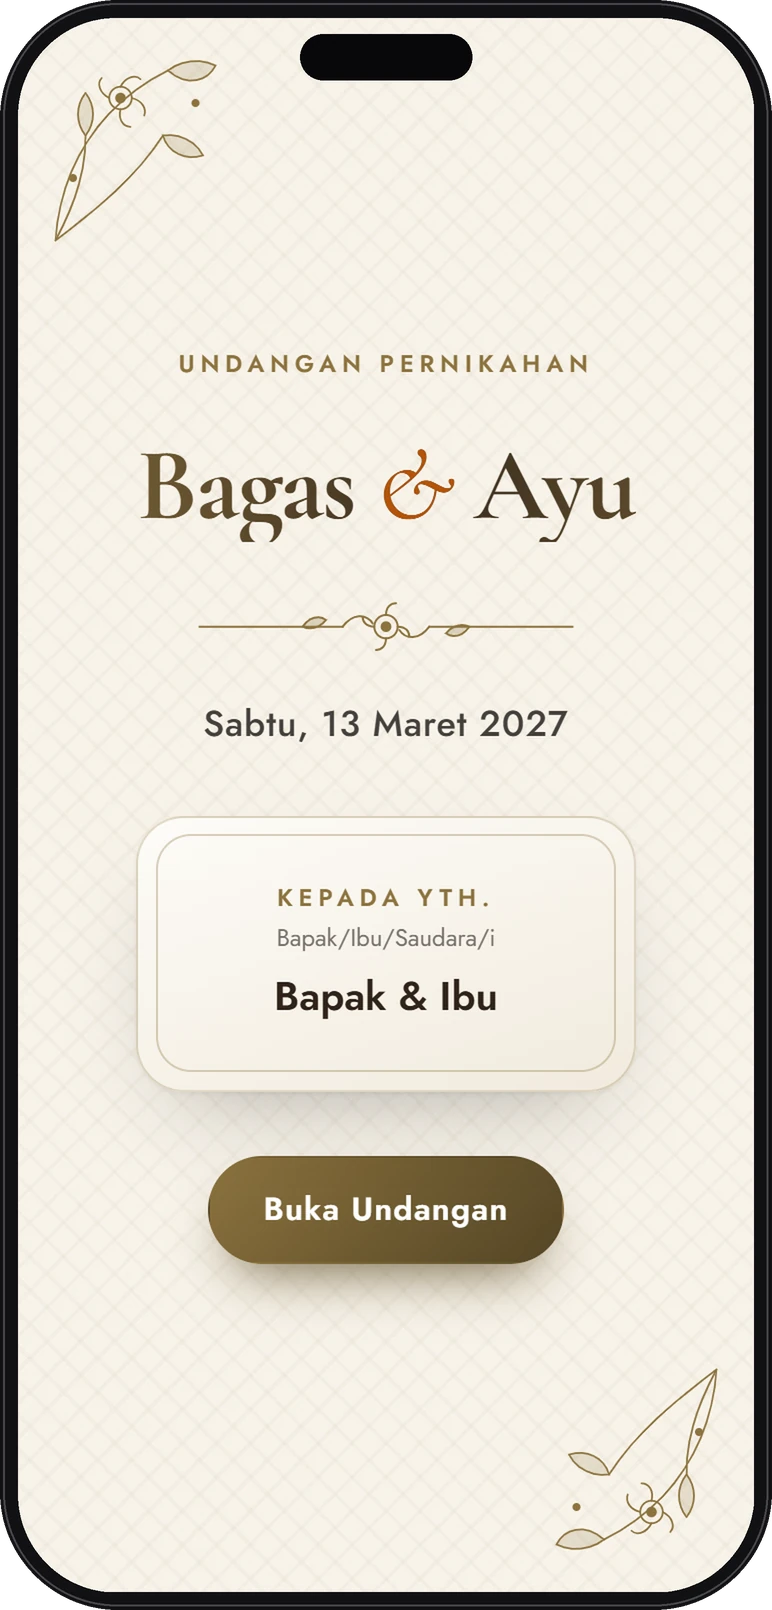 UNDANGAN PERNIKAHAN
Bagas & Ayu
Sabtu, 13 Maret 2027
KEPADA YTH.
Bapak/Ibu/Saudara/i
Bapak & Ibu
Buka Undangan